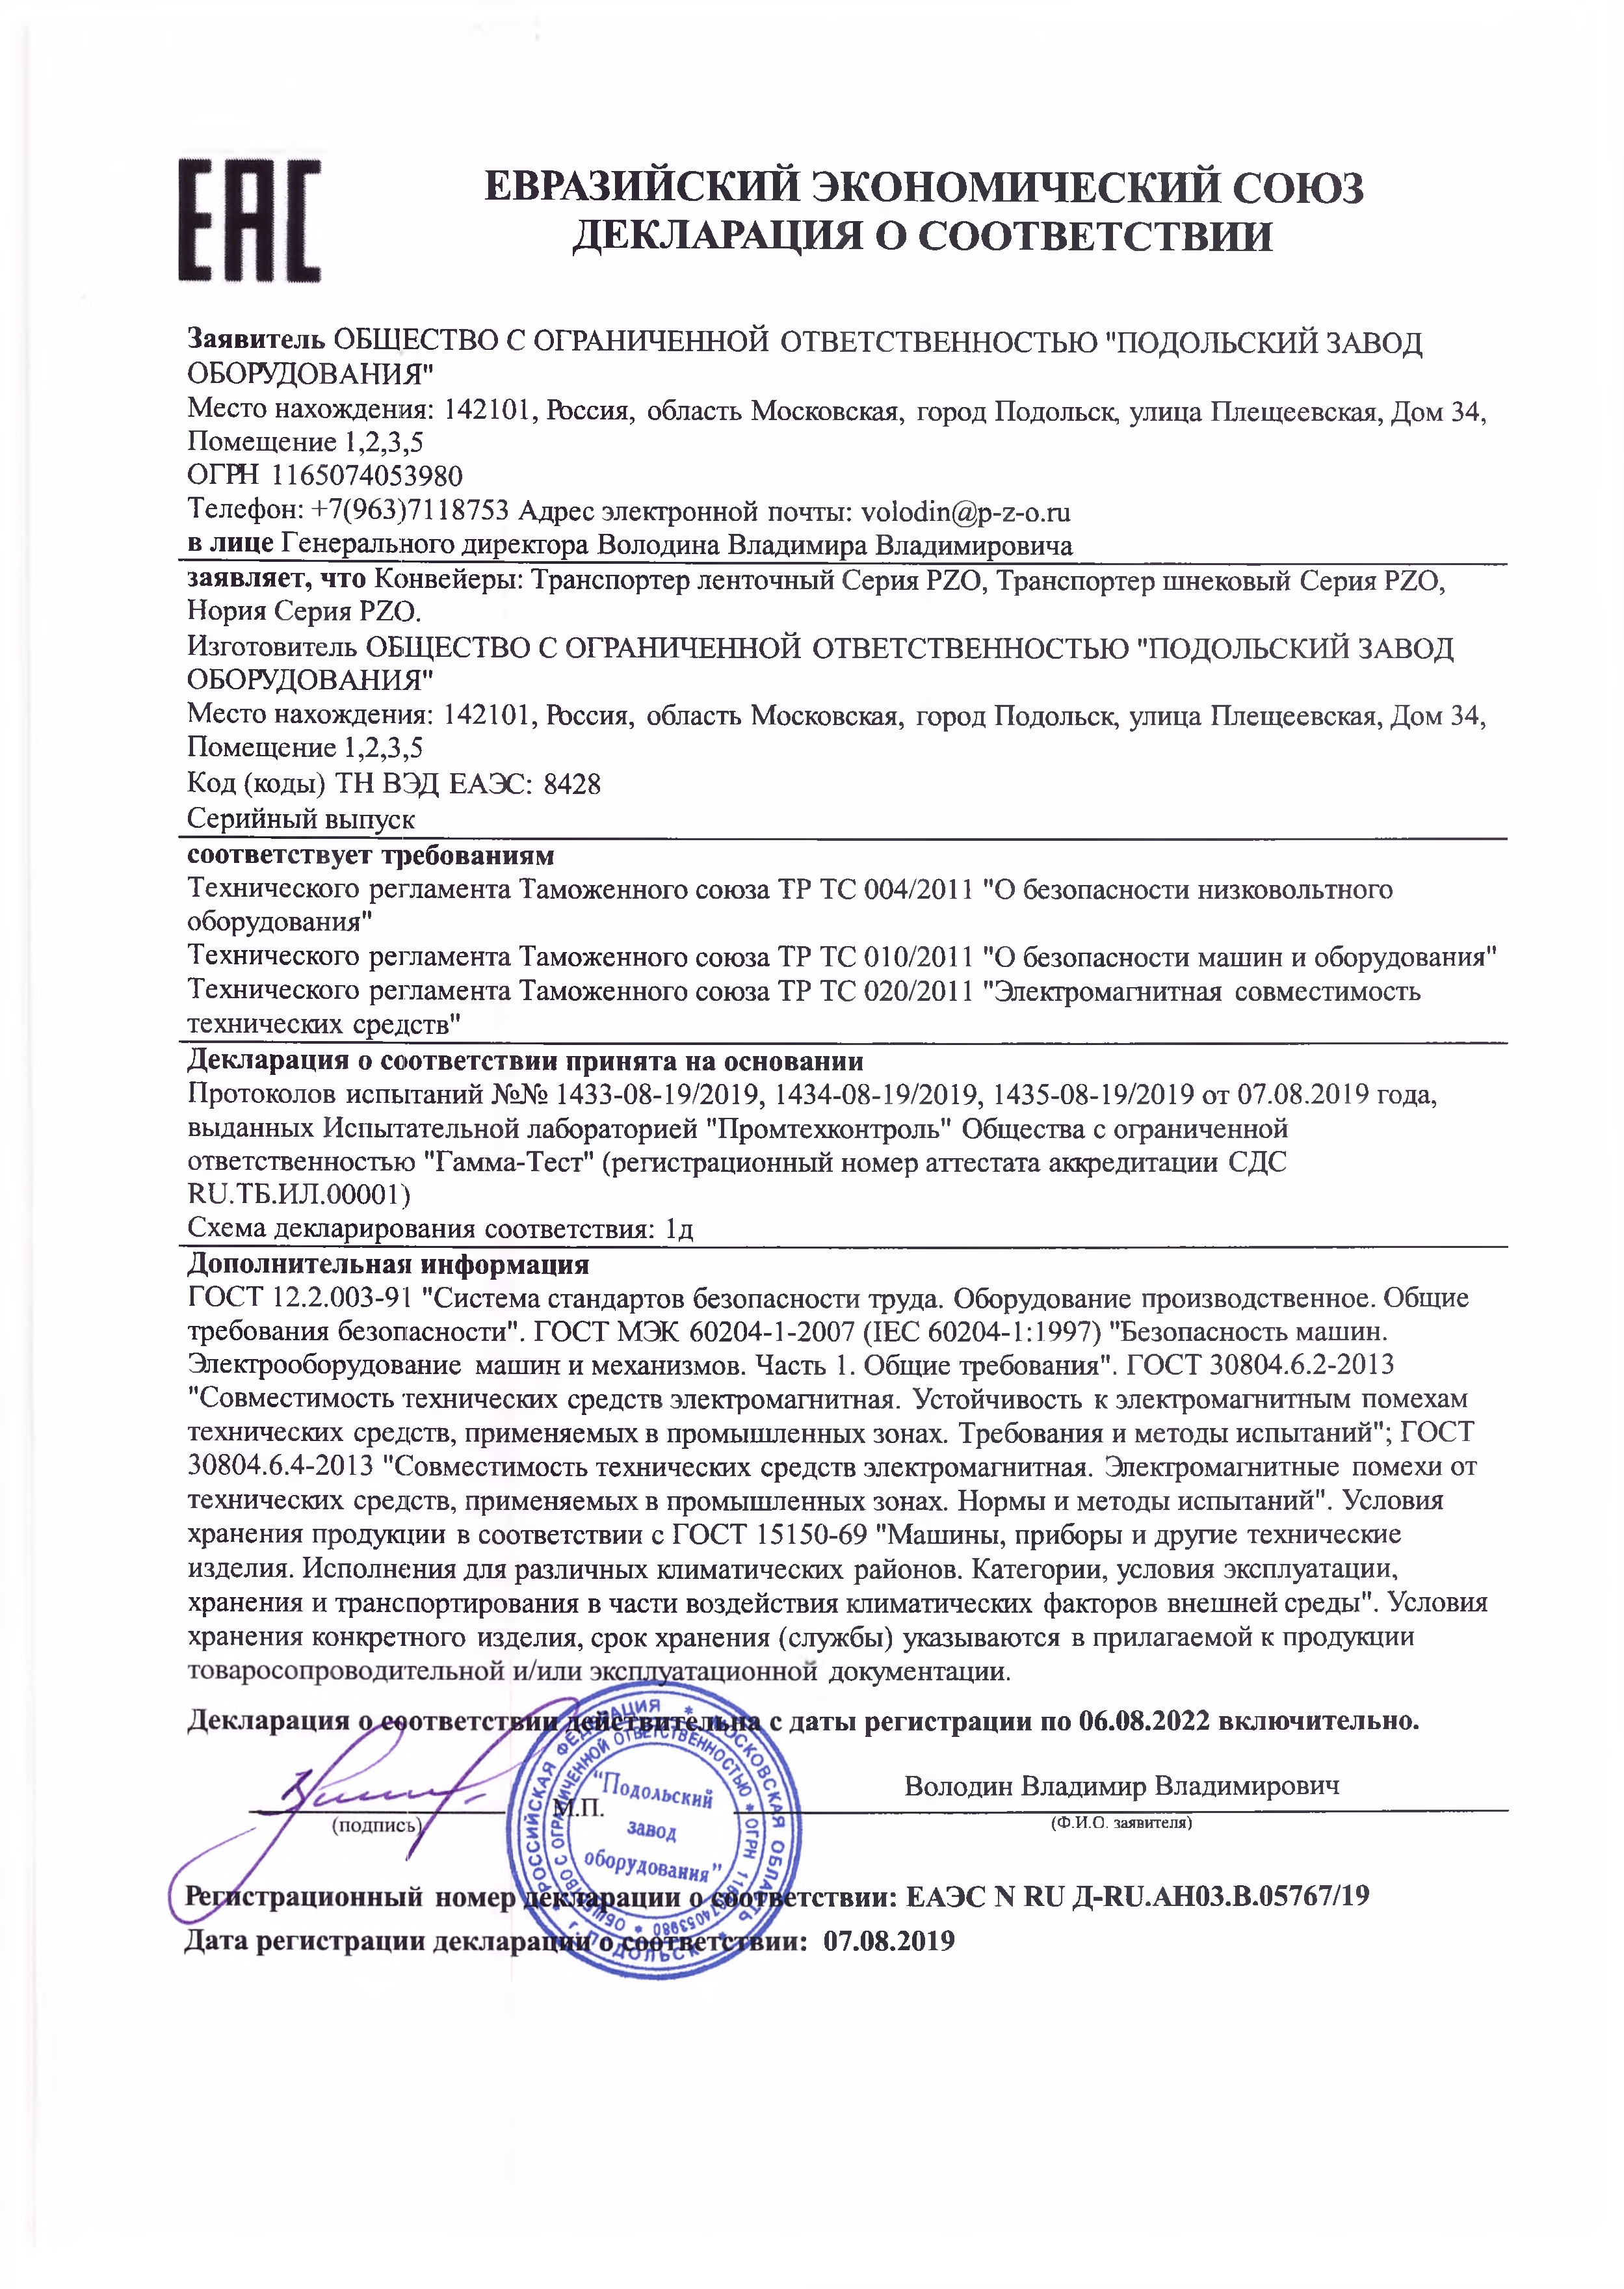 ЕАС
ЕВРАЗИЙСКИЙ ЭКОНОМИЧЕСКИЙ СОЮЗ
ДЕКЛАРАЦИЯ О СООТВЕТСТВИИ
Заявитель ОБЩЕСТВО С ОГРАНИЧЕННОЙ ОТВЕТСТВЕННОСТЬЮ "ПОДОЛЬСКИЙ ЗАВОД
ОБОРУДОВАНИЯ"
Место нахождения: 142101, Россия, область Московская, город Подольск, улица Плещеевская, Дом 34,
Помещение 1,2,3,5
ОГРН 1165074053980
Телефон: +7(963)7118753 Адрес электронной почты: volodin@p-z-o.ru
в лице Генерального директора Володина Владимира Владимировича
заявляет, что Конвейеры: Транспортер ленточный Серия PZO, Транспортер шнековый Серия PZO,
Нория Серия PZO.
Изготовитель ОБЩЕСТВО С ОГРАНИЧЕННОЙ ОТВЕТСТВЕННОСТЬЮ "ПОДОЛЬСКИЙ ЗАВОД
ОБОРУДОВАНИЯ"
Место нахождения: 142101, Россия, область Московская, город Подольск, улица Плещеевская, Дом 34,
Помещение 1,2,3,5
Код (коды) ТН ВЭД ЕАЭС: 8428
Серийный выпуск
соответствует требованиям
Технического регламента Таможенного союза ТР ТС 004/2011 "О безопасности низковольтного
оборудования"
Технического регламента Таможенного союза ТР ТС 010/2011 "О безопасности машин и оборудования"
Технического регламента Таможенного союза ТР ТС 020/2011 "Электромагнитная совместимость
технических средств"
Декларация о соответствии принята на основании
Протоколов испытаний №№ 1433-08-19/2019, 1434-08-19/2019, 1435-08-19/2019 от 07.08.2019 года,
выданных Испытательной лабораторией "Промтехконтроль" Общества с ограниченной
ответственностью "Гамма-Тест" (регистрационный номер аттестата аккредитации СДС
RU.ТБ.ИЛ.00001)
Схема декларирования соответствия: 1д
Дополнительная информация
ГОСТ 12.2.003-91 "Система стандартов безопасности труда. Оборудование производственное. Общие
требования безопасности". ГОСТ МЭК 60204-1-2007 (IEC 60204-1:1997) "Безопасность машин.
Электрооборудование машин и механизмов. Часть 1. Общие требования". ГОСТ 30804.6.2-2013
"Совместимость технических средств электромагнитная. Устойчивость к электромагнитным помехам
технических средств, применяемых в промышленных зонах. Требования и методы испытаний"; ГОСТ
30804.6.4-2013 "Совместимость технических средств электромагнитная. Электромагнитные помехи от
технических средств, применяемых в промышленных зонах. Нормы и методы испытаний". Условия
хранения продукции в соответствии с ГОСТ 15150-69 "Машины, приборы и другие технические
изделия. Исполнения для различных климатических районов. Категории, условия эксплуатации,
хранения и транспортирования в части воздействия климатических факторов внешней среды". Условия
хранения конкретного изделия, срок хранения (службы) указываются в прилагаемой к продукции
товаросопроводительной и/или эксплуатационной документации.
Декларация о соответствии действительна с даты регистрации по 06.08.2022 включительно.
Володин Владимир Владимирович
М.П.
(подпись)
(Ф.И.О. заявителя)
РОССИЙСКАЯ ФЕДЕРАЦИЯ * МОСКОВСКАЯ ОБЛАСТЬ * г. ПОДОЛЬСК *
ОБЩЕСТВО С ОГРАНИЧЕННОЙ ОТВЕТСТВЕННОСТЬЮ * ОГРН 1165074053980 *
"Подольский
завод
оборудования"
Регистрационный номер декларации о соответствии: ЕАЭС N RU Д-RU.АН03.В.05767/19
Дата регистрации декларации о соответствии: 07.08.2019